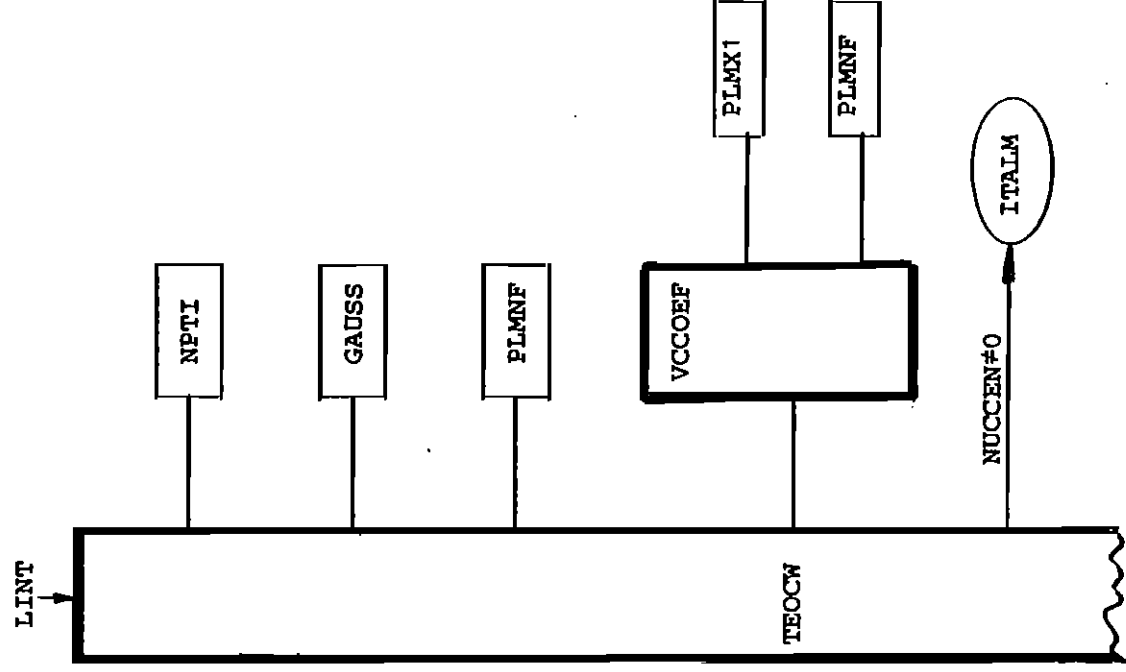 LINT
NPTI
GAUSS
PLMNF
TEOCW
VCCOEF
PLMX1
PLMNF
NUCCEN≠0
ITALM